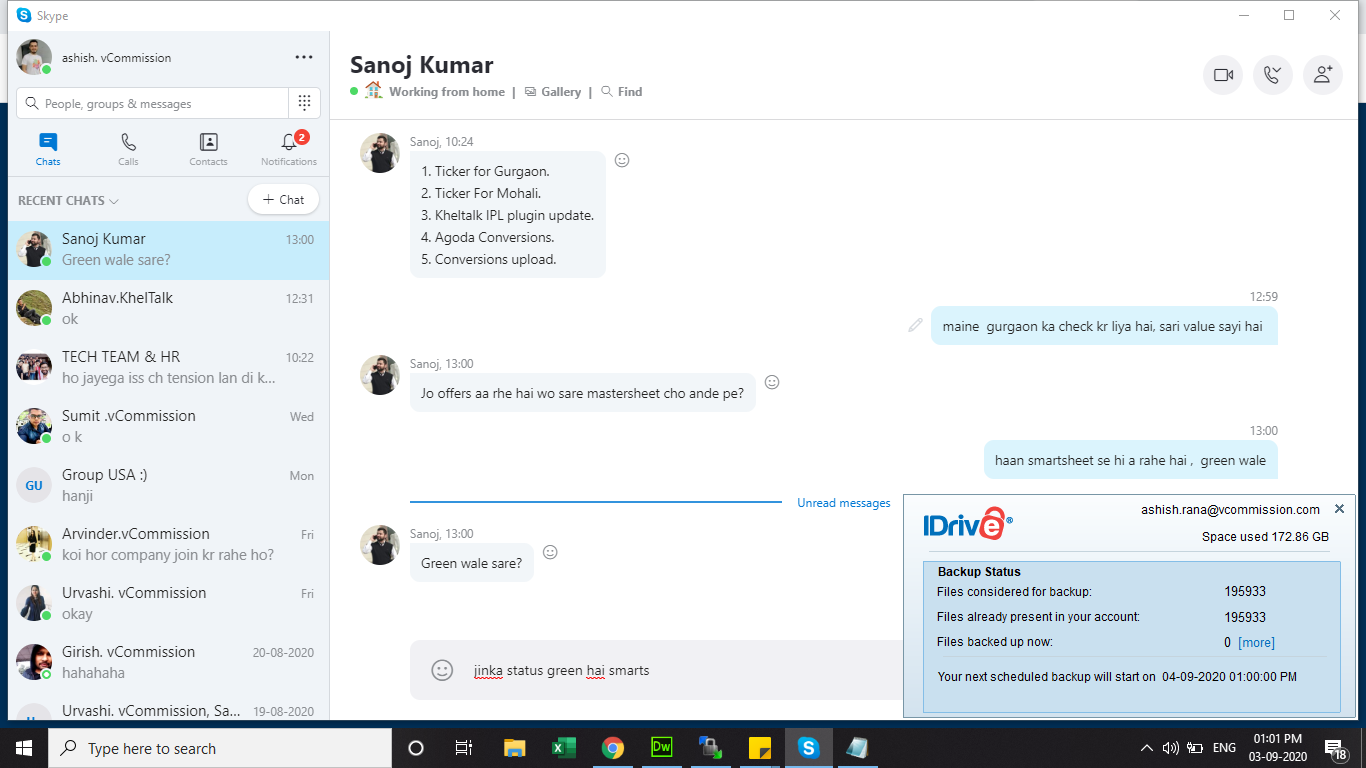 Skype
ashish. vCommission
People, groups & messages
Chats
Calls
Contacts
2
Notifications
RECENT CHATS
+ Chat
Sanoj Kumar 13:00
Green wale sare?
Abhinav.KhelTalk 12:31
ok
TECH TEAM & HR 10:22
ho jayega iss ch tension lan di k...
Sumit .vCommission Wed
o k
GU
Group USA :) Mon
hanji
Arvinder.vCommission Fri
koi hor company join kr rahe ho?
Urvashi. vCommission Fri
okay
Girish. vCommission 20-08-2020
hahahaha
Urvashi. vCommission, Sa... 19-08-2020
Sanoj Kumar
Working from home | Gallery | Find
Sanoj, 10:24
1. Ticker for Gurgaon.
2. Ticker For Mohali.
3. Kheltalk IPL plugin update.
4. Agoda Conversions.
5. Conversions upload.
12:59
maine gurgaon ka check kr liya hai, sari value sayi hai
Sanoj, 13:00
Jo offers aa rhe hai wo sare mastersheet cho ande pe?
13:00
haan smartsheet se hi a rahe hai , green wale
Unread messages
Sanoj, 13:00
Green wale sare?
jinka status green hai smarts
IDrive®
ashish.rana@vcommission.com
Space used 172.86 GB
Backup Status
Files considered for backup: 195933
Files already present in your account: 195933
Files backed up now: 0 [more]
Your next scheduled backup will start on 04-09-2020 01:00:00 PM
Type here to search
Dw
S
ENG
01:01 PM
03-09-2020
18